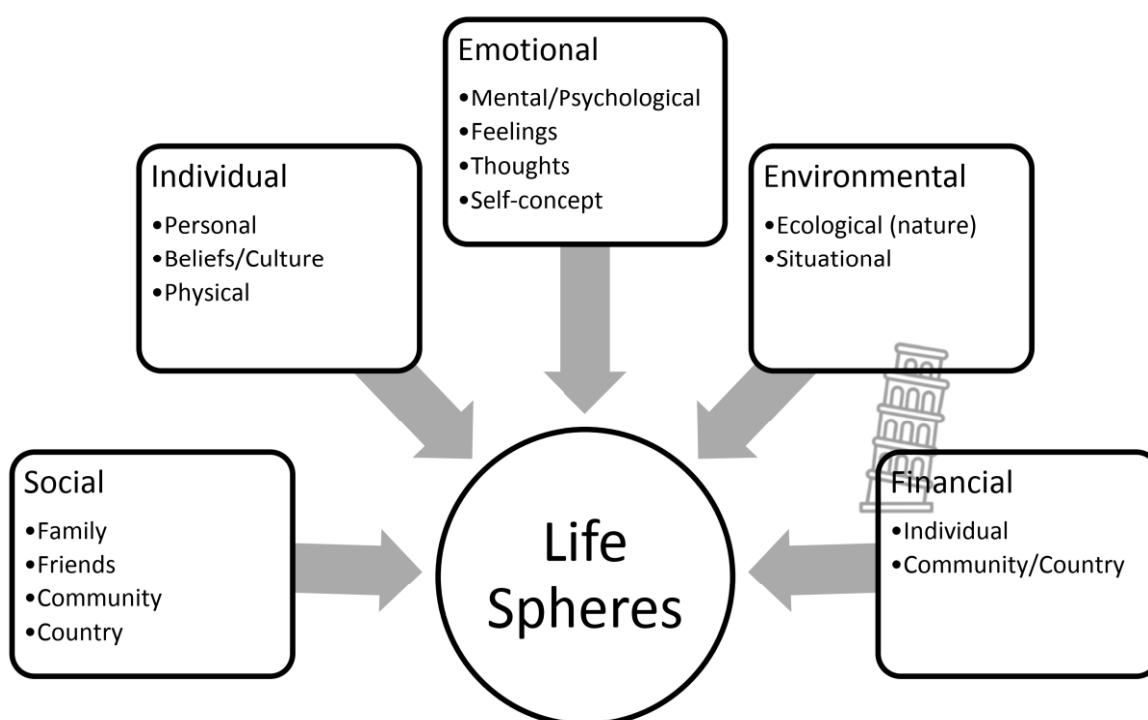 Emotional
•Mental/Psychological
•Feelings
•Thoughts
•Self-concept
Individual
•Personal
•Beliefs/Culture
•Physical
Environmental
•Ecological (nature)
•Situational
Social
•Family
•Friends
•Community
•Country
Financial
•Individual
•Community/Country
Life
Spheres